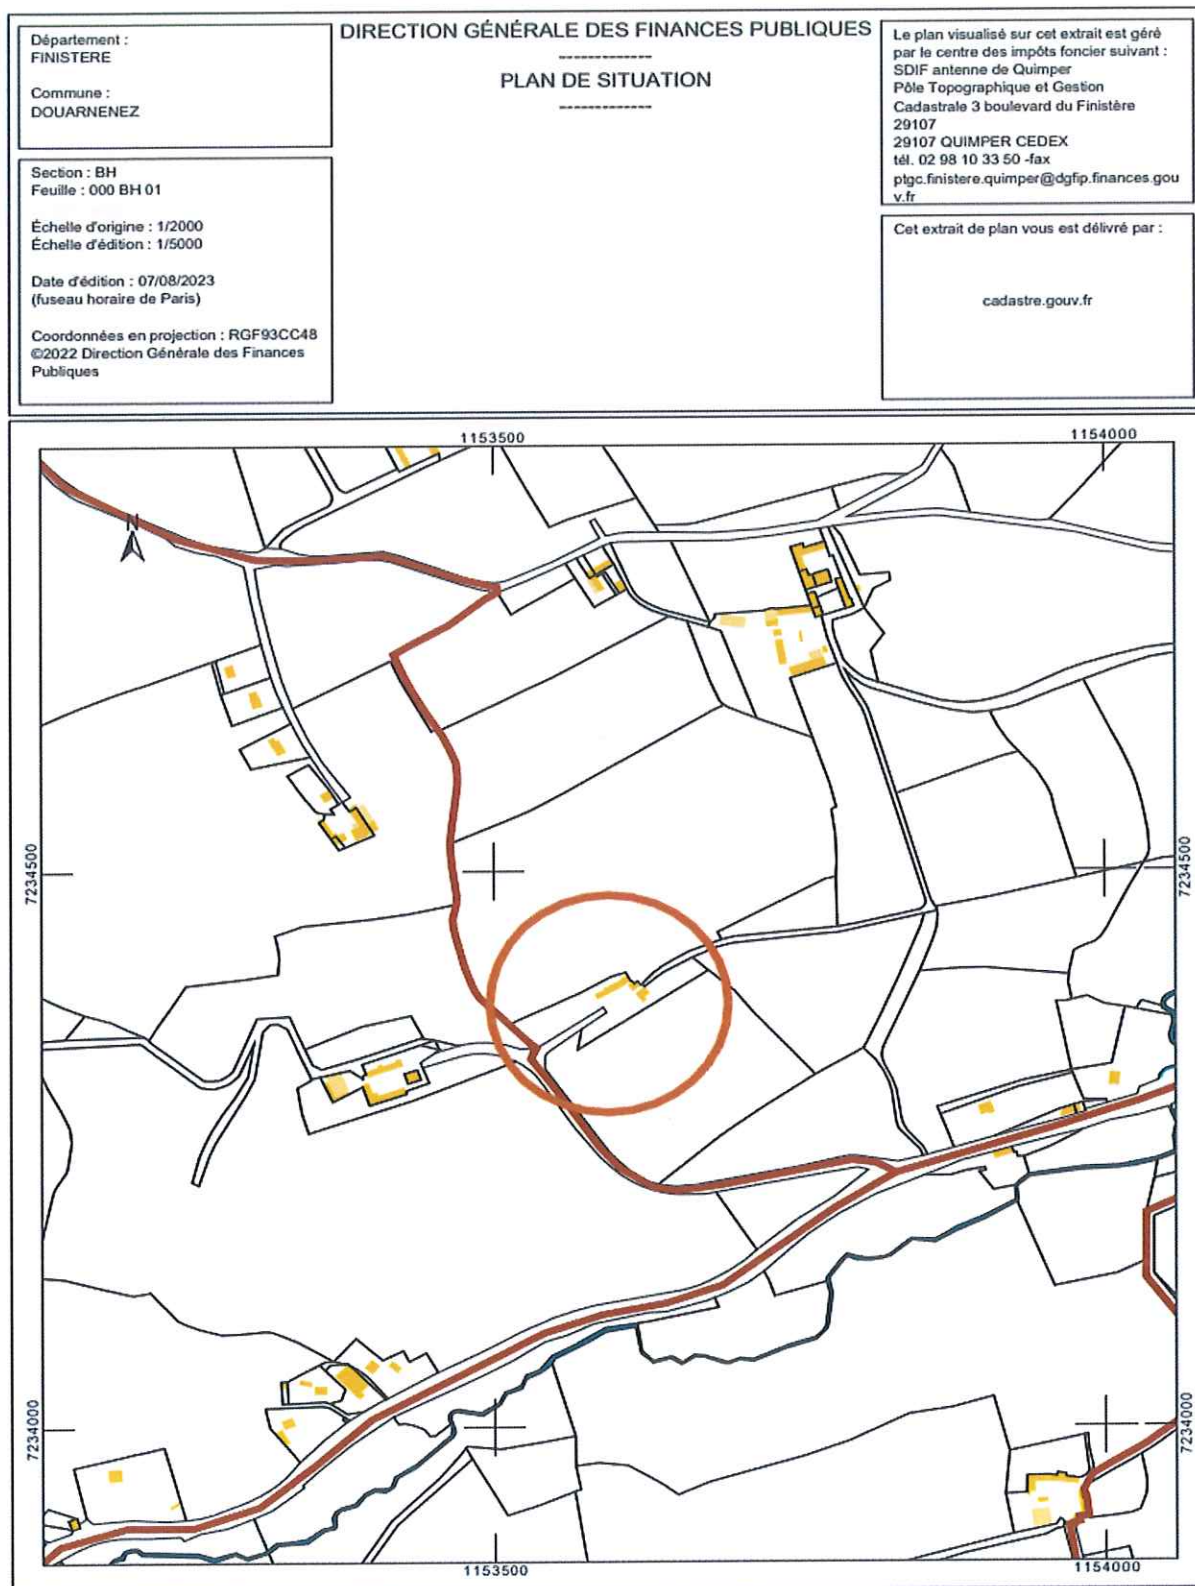 Département :
FINISTERE
Commune :
DOUARNENEZ
Section : BH
Feuille : 000 BH 01
Échelle d'origine : 1/2000
Échelle d'édition : 1/5000
Date d'édition : 07/08/2023
(fuseau horaire de Paris)
Coordonnées en projection : RGF93CC48
©2022 Direction Générale des Finances
Publiques
DIRECTION GÉNÉRALE DES FINANCES PUBLIQUES
-------------
PLAN DE SITUATION
-------------
Le plan visualisé sur cet extrait est géré
par le centre des impôts foncier suivant :
SDIF antenne de Quimper
Pôle Topographique et Gestion
Cadastrale 3 boulevard du Finistère
29107
29107 QUIMPER CEDEX
tél. 02 98 10 33 50 -fax
ptgc.finistere.quimper@dgfip.finances.gou
v.fr
Cet extrait de plan vous est délivré par :
cadastre.gouv.fr
1153500
1154000
N
7234500
7234500
7234000
7234000
1153500
1154000